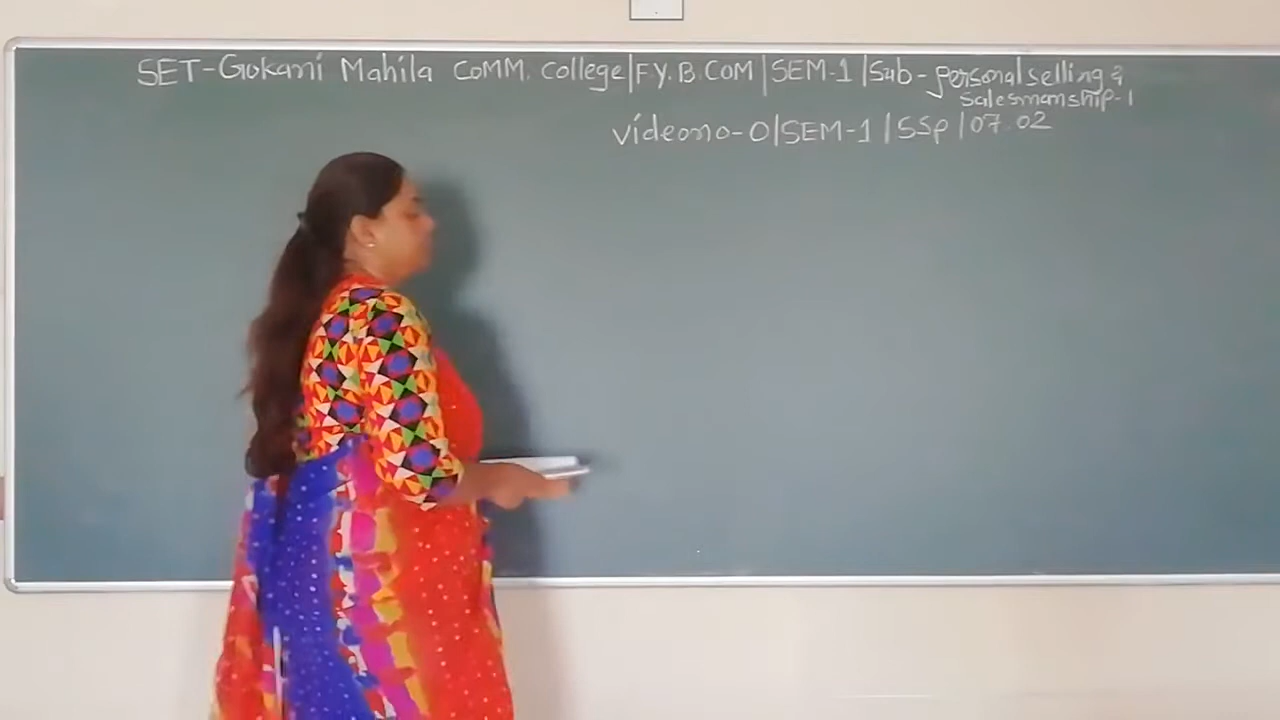 SET-Gokani Mahila COMM. College|F.Y.B.COM|SEM-1|Sub-personal selling &
Salesmanship-1
videono-01|SEM-1|SSP|07.02